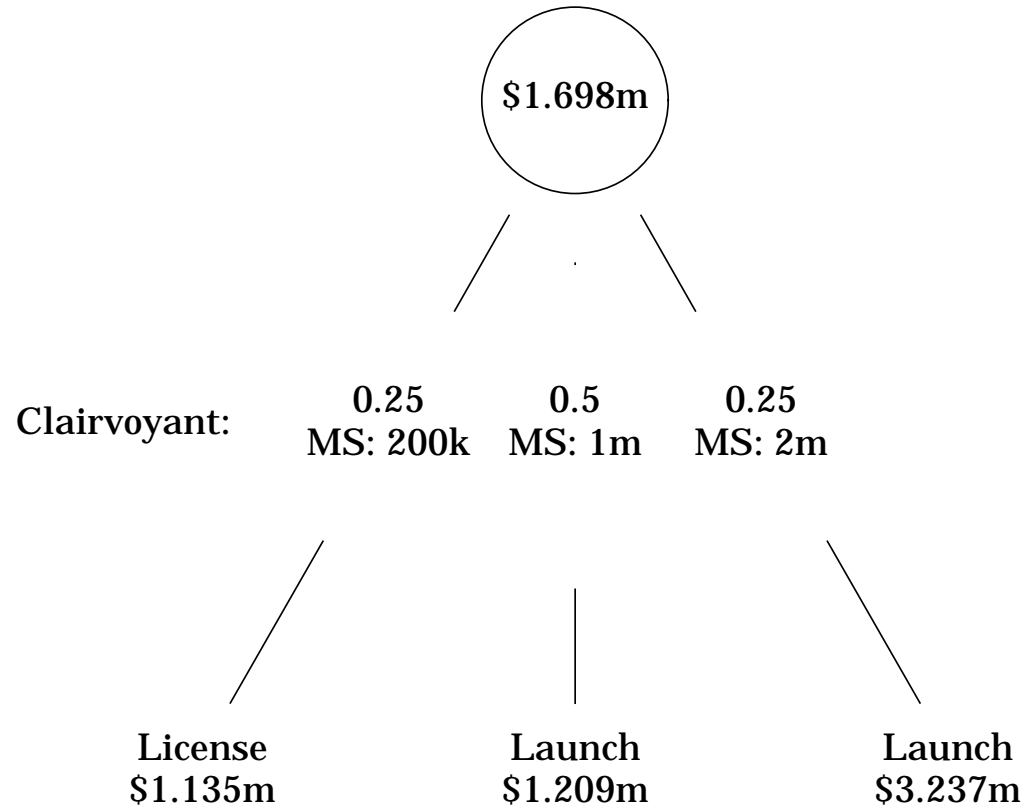 $1.698m
Clairvoyant:
0.25
MS: 200k
0.5
MS: 1m
0.25
MS: 2m
License
$1.135m
Launch
$1.209m
Launch
$3.237m